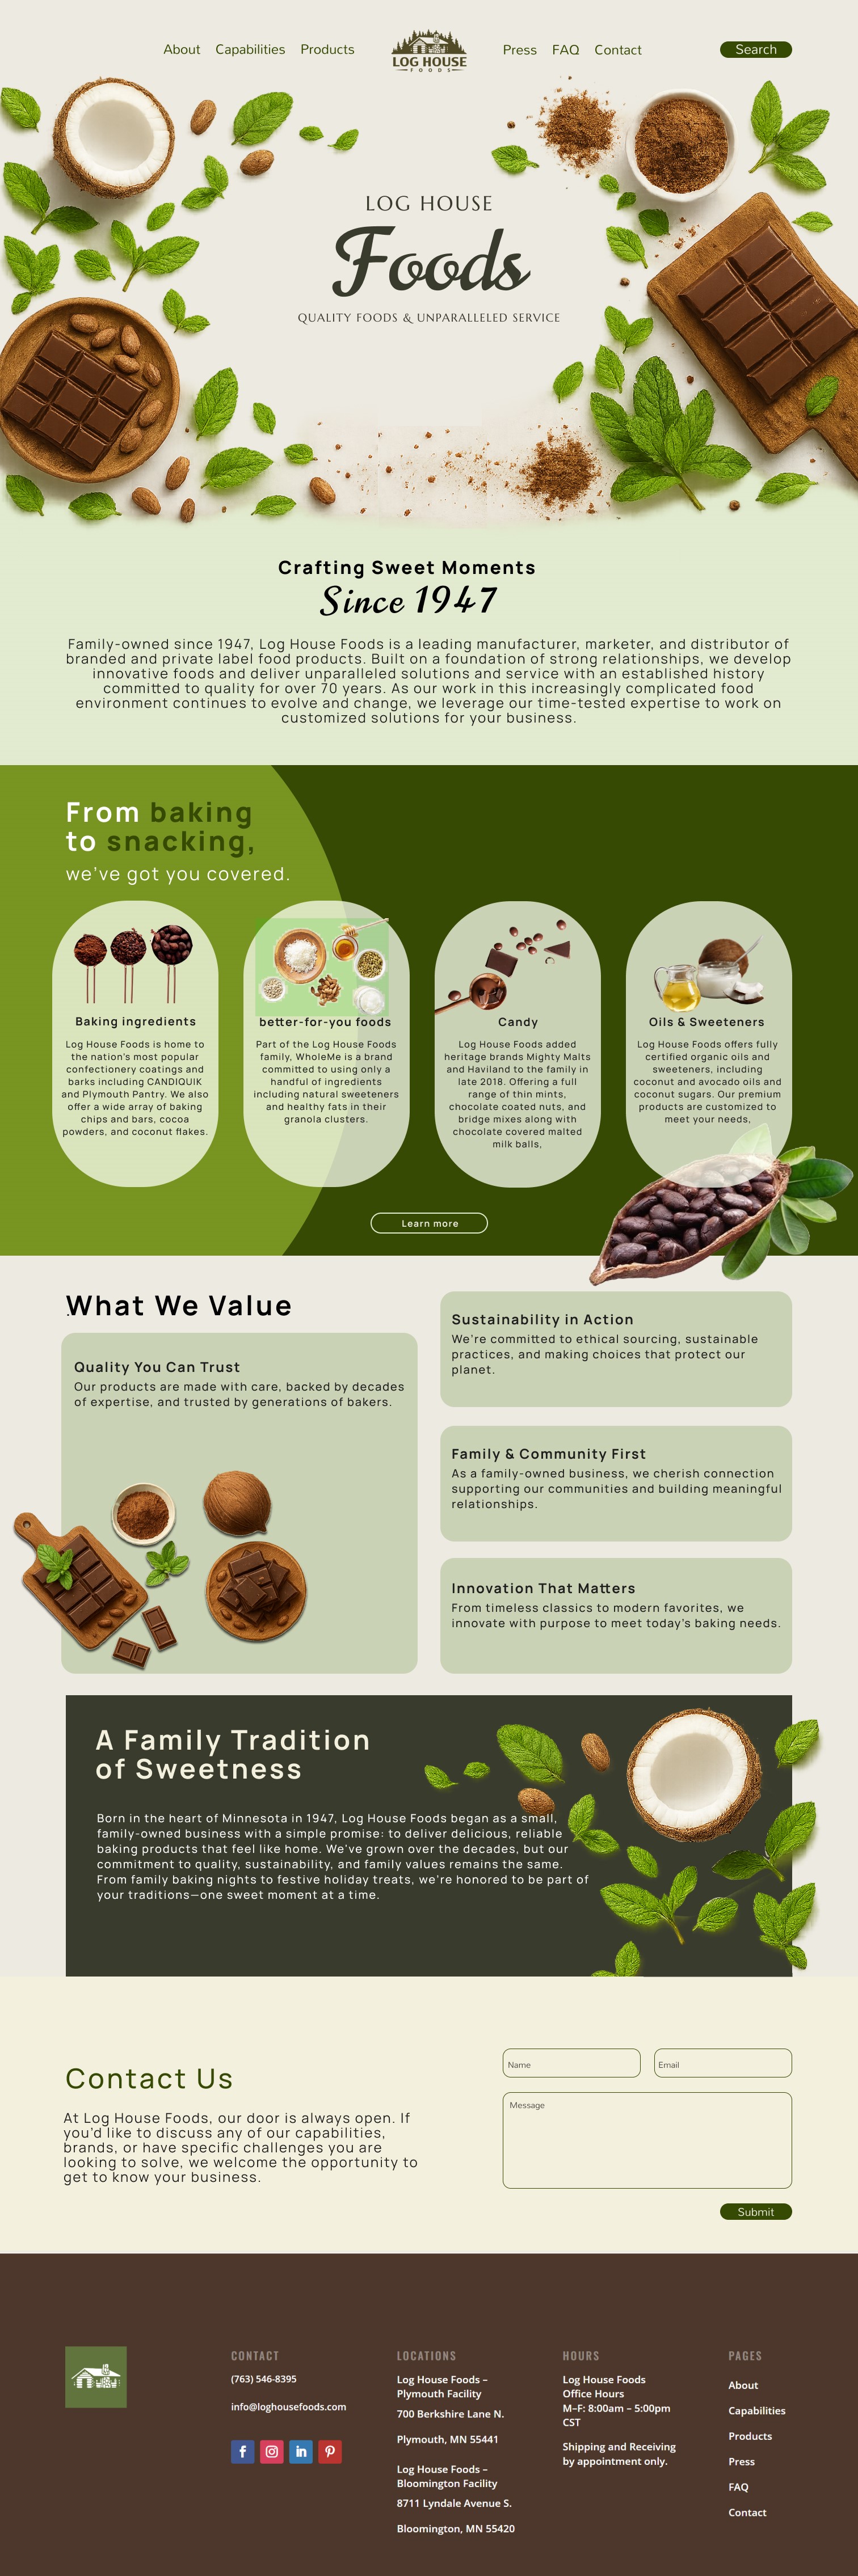 About Capabilities Products
LOG HOUSE
FOODS
Press FAQ Contact
Search
LOG HOUSE
Foods
QUALITY FOODS & UNPARALLELED SERVICE
Crafting Sweet Moments
Since 1947
Family-owned since 1947, Log House Foods is a leading manufacturer, marketer, and distributor of
branded and private label food products. Built on a foundation of strong relationships, we develop
innovative foods and deliver unparalleled solutions and service with an established history
committed to quality for over 70 years. As our work in this increasingly complicated food
environment continues to evolve and change, we leverage our time-tested expertise to work on
customized solutions for your business.
From baking
to snacking,
we've got you covered.
Baking ingredients
Log House Foods is home to
the nation's most popular
confectionery coatings and
barks including CANDIQUIK
and Plymouth Pantry. We also
offer a wide array of baking
chips and bars, cocoa
powders, and coconut flakes.
better-for-you foods
Part of the Log House Foods
family, WholeMe is a brand
committed to using only a
handful of ingredients
including natural sweeteners
and healthy fats in their
granola clusters.
Candy
Log House Foods added
heritage brands Mighty Malts
and Haviland to the family in
late 2018. Offering a full
range of thin mints,
chocolate coated nuts, and
bridge mixes along with
chocolate covered malted
milk balls,
Oils & Sweeteners
Log House Foods offers fully
certified organic oils and
sweeteners, including
coconut and avocado oils and
coconut sugars. Our premium
products are customized to
meet your needs,
Learn more
What We Value
Quality You Can Trust
Our products are made with care, backed by decades
of expertise, and trusted by generations of bakers.
Sustainability in Action
We're committed to ethical sourcing, sustainable
practices, and making choices that protect our
planet.
Family & Community First
As a family-owned business, we cherish connection
supporting our communities and building meaningful
relationships.
Innovation That Matters
From timeless classics to modern favorites, we
innovate with purpose to meet today's baking needs.
A Family Tradition
of Sweetness
Born in the heart of Minnesota in 1947, Log House Foods began as a small,
family-owned business with a simple promise: to deliver delicious, reliable
baking products that feel like home. We've grown over the decades, but our
commitment to quality, sustainability, and family values remains the same.
From family baking nights to festive holiday treats, we're honored to be part of
your traditions—one sweet moment at a time.
Contact Us
At Log House Foods, our door is always open. If
you'd like to discuss any of our capabilities,
brands, or have specific challenges you are
looking to solve, we welcome the opportunity to
get to know your business.
Name
Email
Message
Submit
CONTACT
(763) 546-8395
info@loghousefoods.com
LOCATIONS
Log House Foods –
Plymouth Facility
700 Berkshire Lane N.
Plymouth, MN 55441
Log House Foods –
Bloomington Facility
8711 Lyndale Avenue S.
Bloomington, MN 55420
HOURS
Log House Foods
Office Hours
M–F: 8:00am – 5:00pm
CST
Shipping and Receiving
by appointment only.
PAGES
About
Capabilities
Products
Press
FAQ
Contact